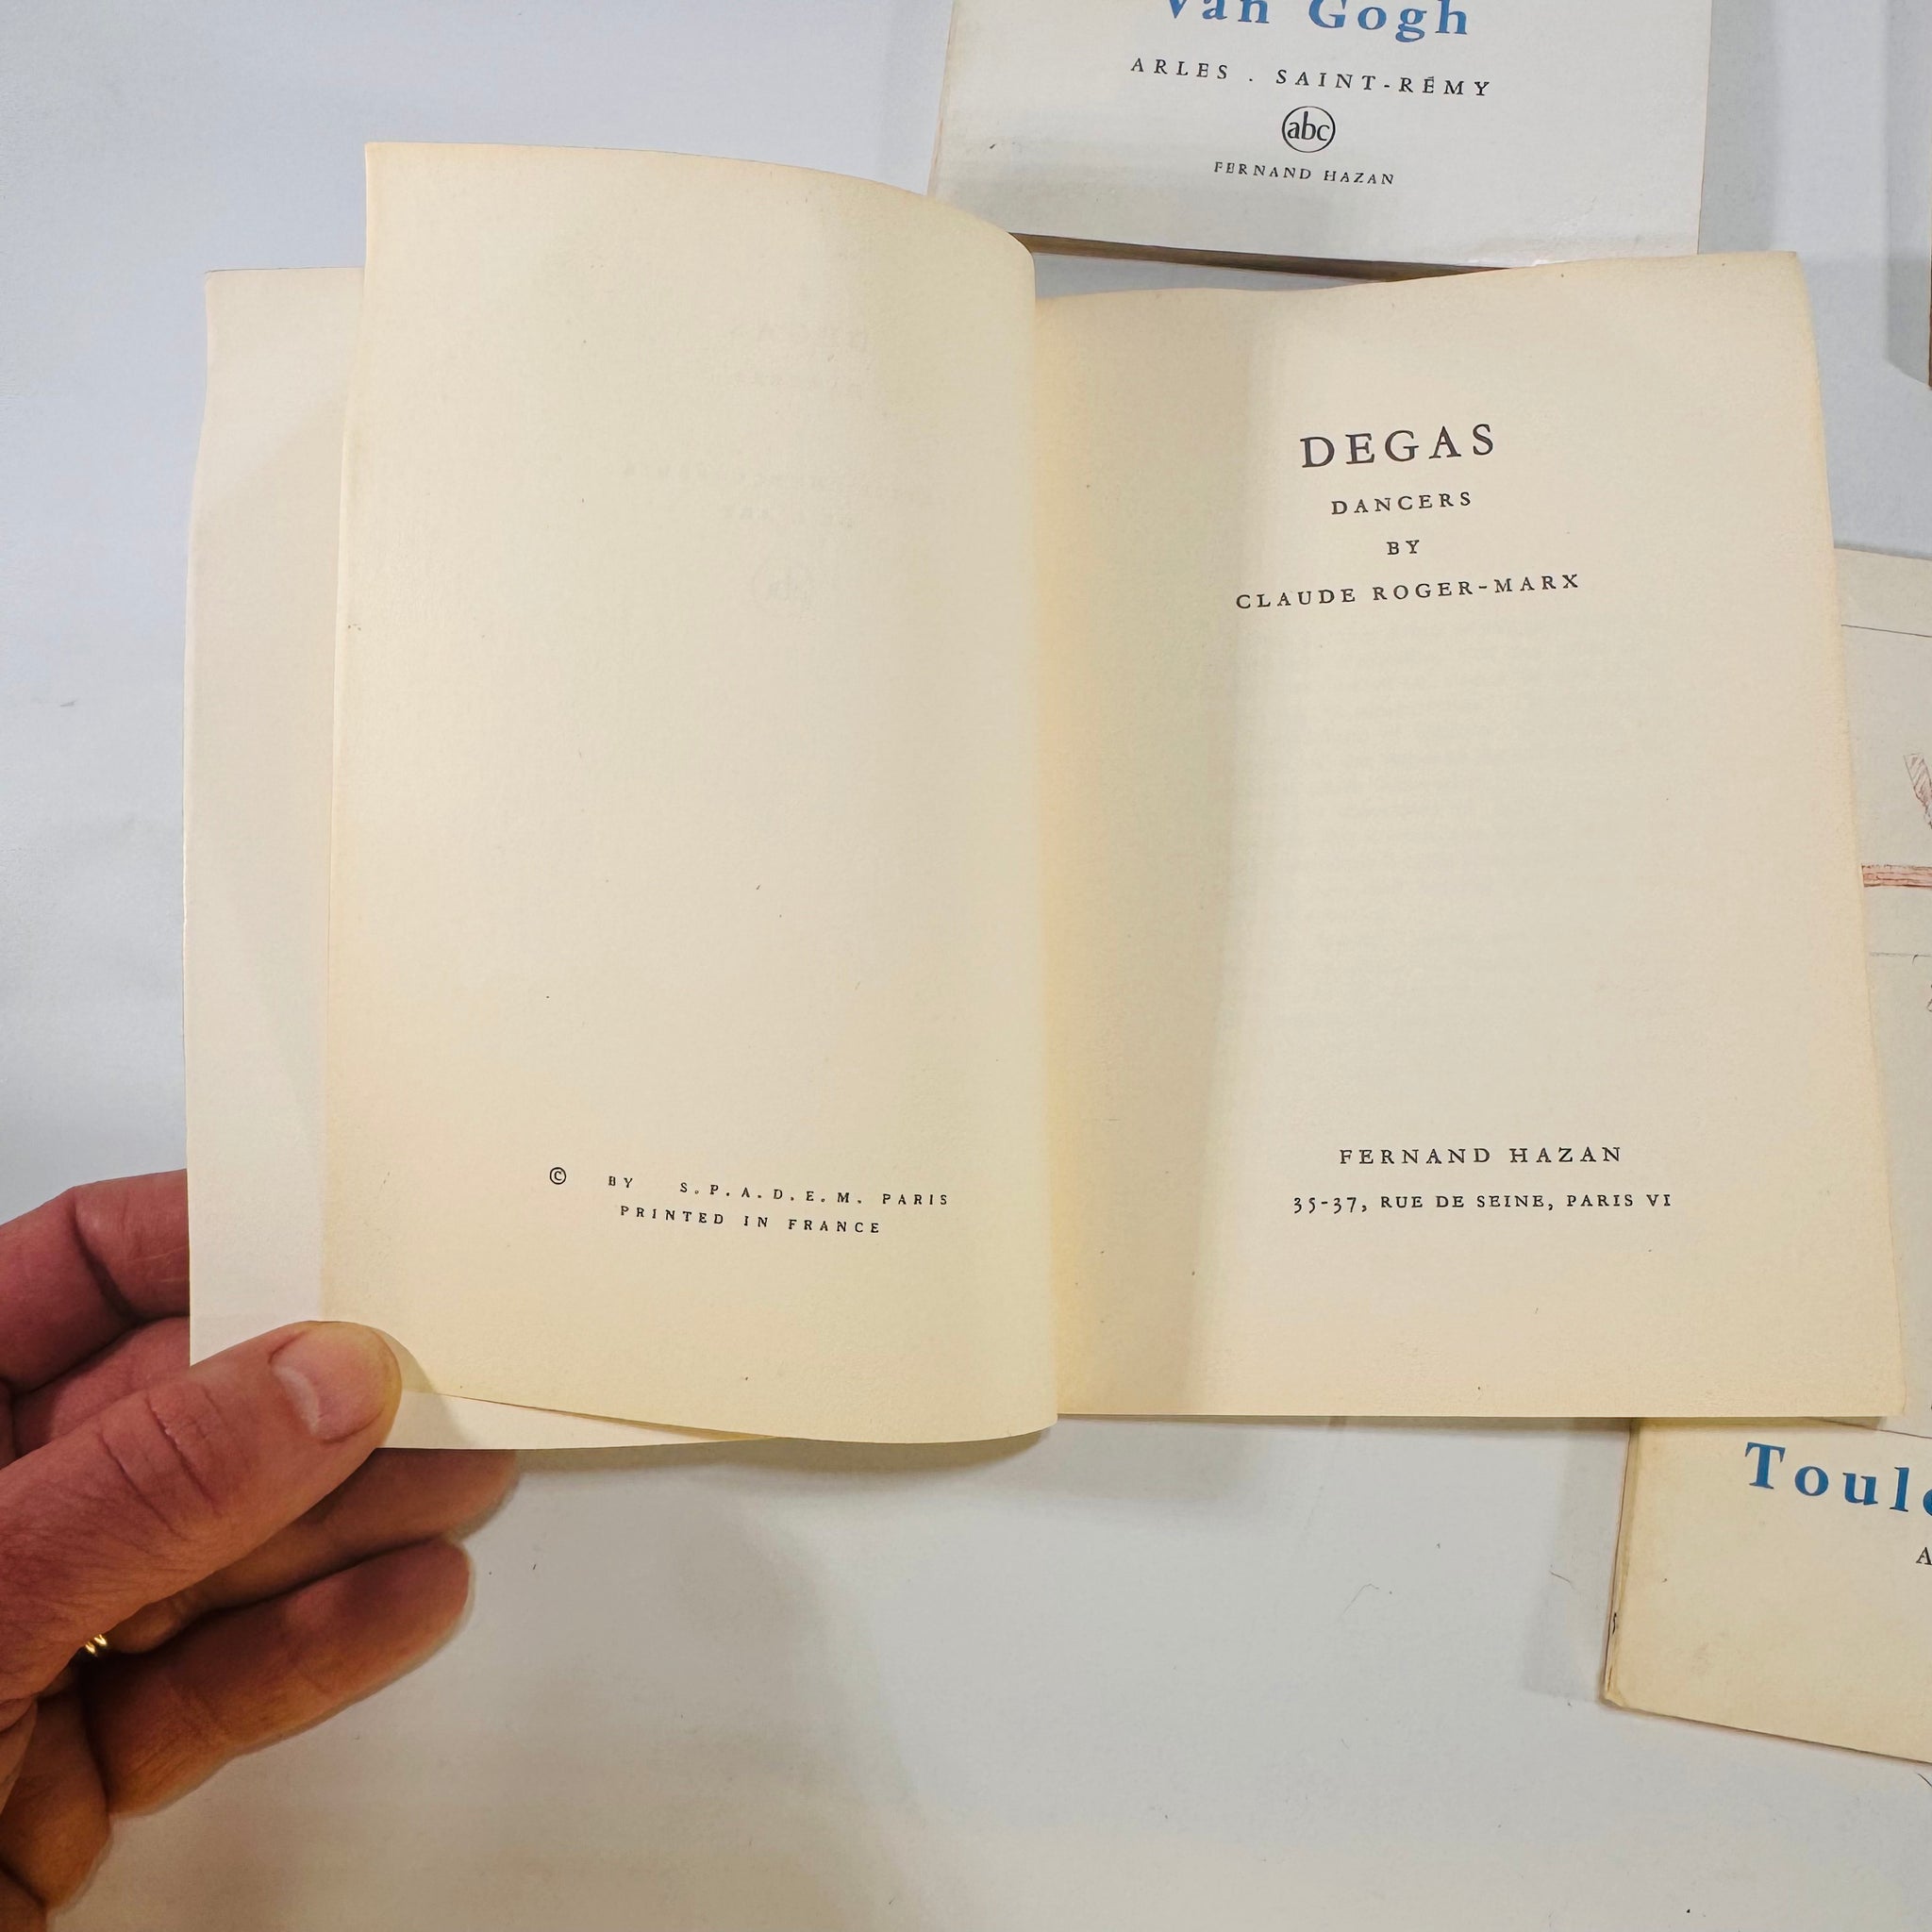 Van Gogh
ARLES . SAINT-RÉMY
abc
FERNAND HAZAN
© BY S.P.A.D.E.M. PARIS
PRINTED IN FRANCE
DEGAS
DANCERS
BY
CLAUDE ROGER-MARX
FERNAND HAZAN
35-37, RUE DE SEINE, PARIS VI